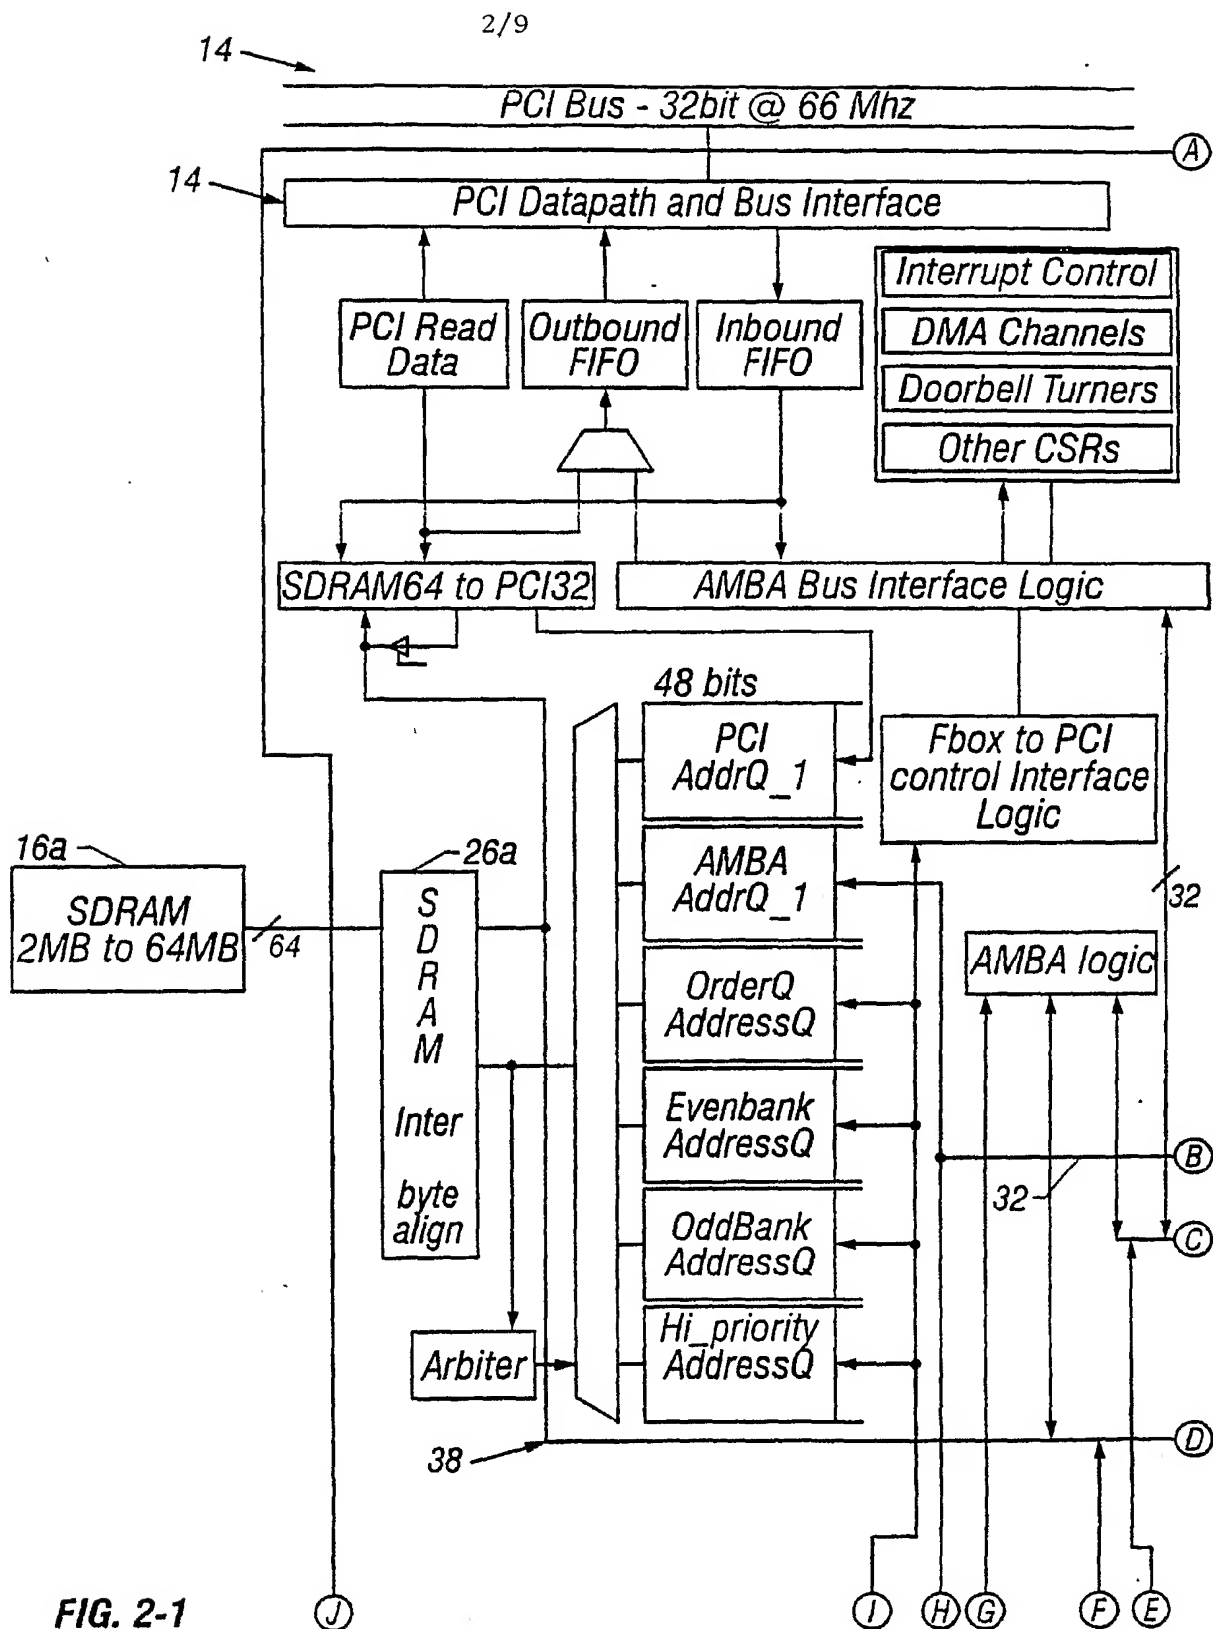 2/9
14
PCI Bus - 32bit @ 66 Mhz
A
14
PCI Datapath and Bus Interface
Interrupt Control
DMA Channels
Doorbell Turners
Other CSRs
PCI Read
Data
Outbound
FIFO
Inbound
FIFO
SDRAM64 to PCI32
AMBA Bus Interface Logic
48 bits
PCI
AddrQ_1
Fbox to PCI
control Interface
Logic
16a
SDRAM
2MB to 64MB
64
26a
S
D
R
A
M
Inter
byte
align
AMBA
AddrQ_1
32
AMBA logic
OrderQ
AddressQ
Evenbank
AddressQ
B
32
OddBank
AddressQ
C
Hi_priority
AddressQ
Arbiter
38
D
FIG. 2-1
J
I
H
G
F
E